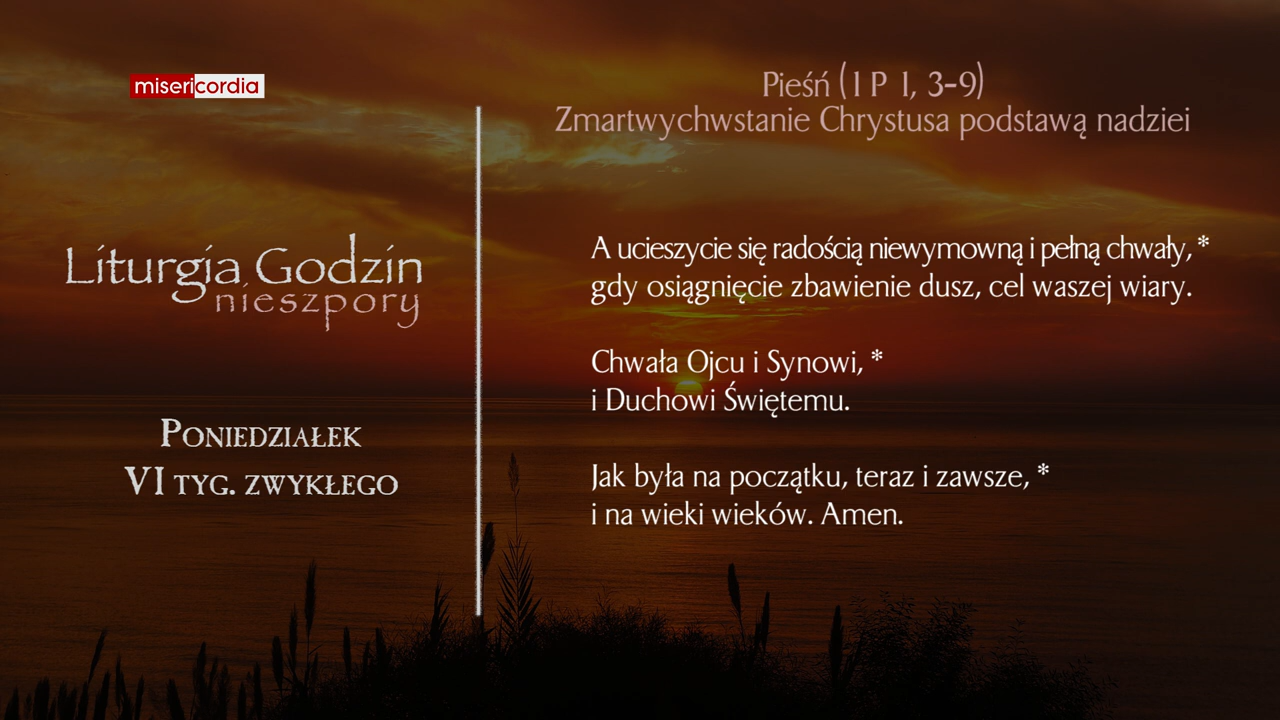 misericordia
Liturgia Godzin
nieszpory
Poniedziałek
VI tyg. zwykłego
Pieśń (1 P 1, 3-9)
Zmartwychwstanie Chrystusa podstawą nadziei
A ucieszycie się radością niewymowną i pełną chwały, *
gdy osiągnięcie zbawienie dusz, cel waszej wiary.
Chwała Ojcu i Synowi, *
i Duchowi Świętemu.
Jak była na początku, teraz i zawsze, *
i na wieki wieków. Amen.